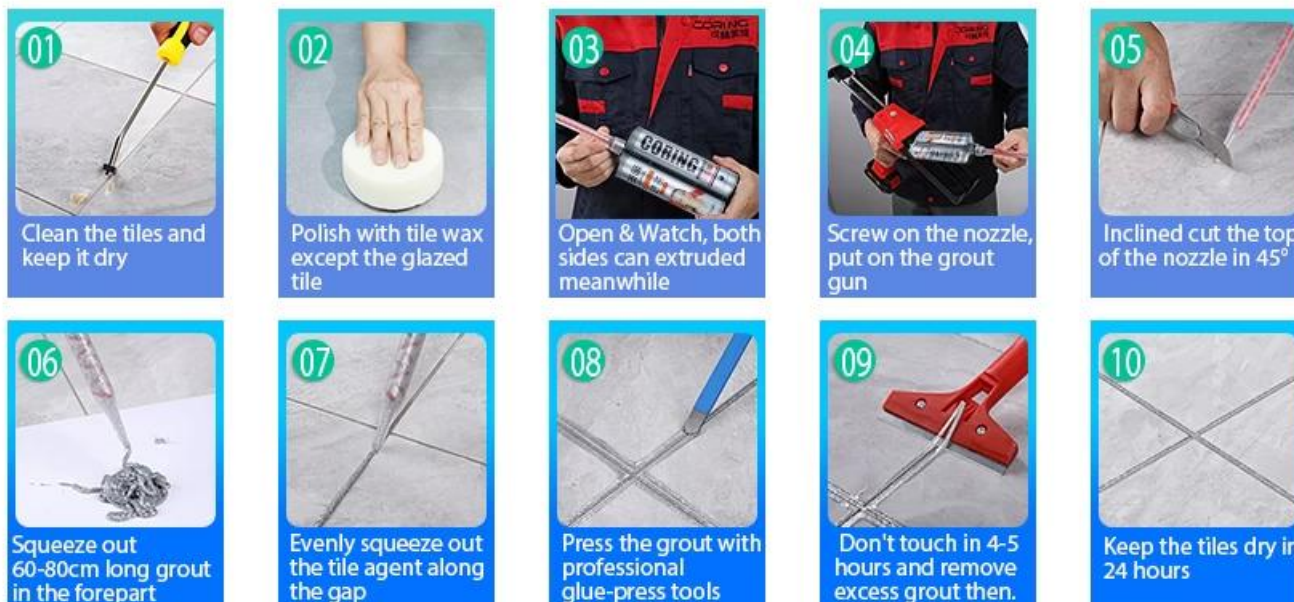 01
Clean the tiles and
keep it dry
02
Polish with tile wax
except the glazed
tile
03
CORING
CORING
Open & Watch, both
sides can extruded
meanwhile
04
CORING
Screw on the nozzle,
put on the grout
gun
05
Inclined cut the top
of the nozzle in 45°
06
Squeeze out
60-80cm long grout
in the forepart
07
Evenly squeeze out
the tile agent along
the gap
08
Press the grout with
professional
glue-press tools
09
Don't touch in 4-5
hours and remove
excess grout then.
10
Keep the tiles dry in
24 hours